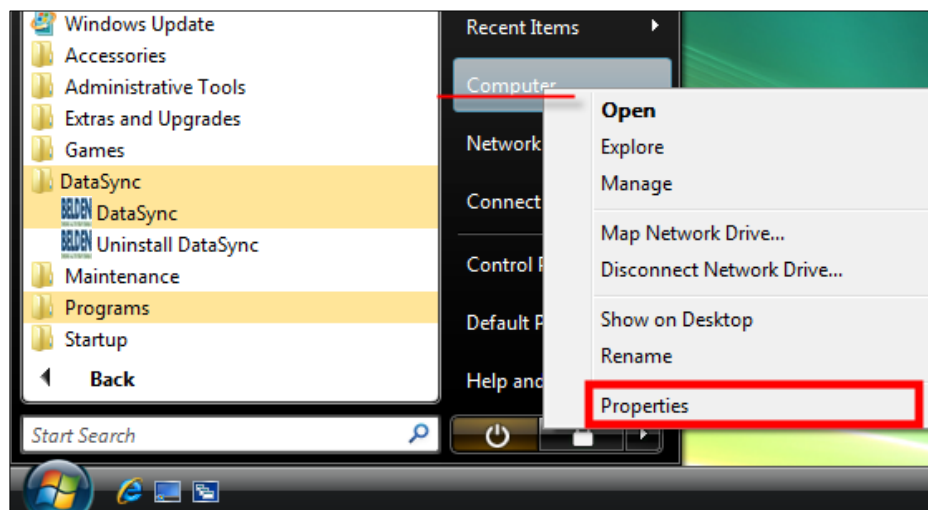 Windows Update
Accessories
Administrative Tools
Extras and Upgrades
Games
DataSync
BELDEN DataSync
BELDEN Uninstall DataSync
Maintenance
Programs
Startup
Back
Start Search
Recent Items
Computer
Network
Connect
Control P
Default P
Help and
Open
Explore
Manage
Map Network Drive...
Disconnect Network Drive...
Show on Desktop
Rename
Properties